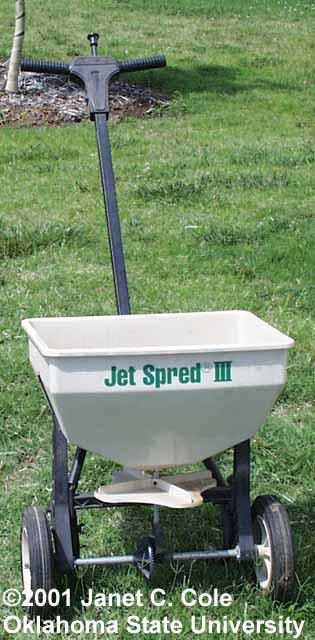 Jet Spred® III
©2001 Janet C. Cole
Oklahoma State University